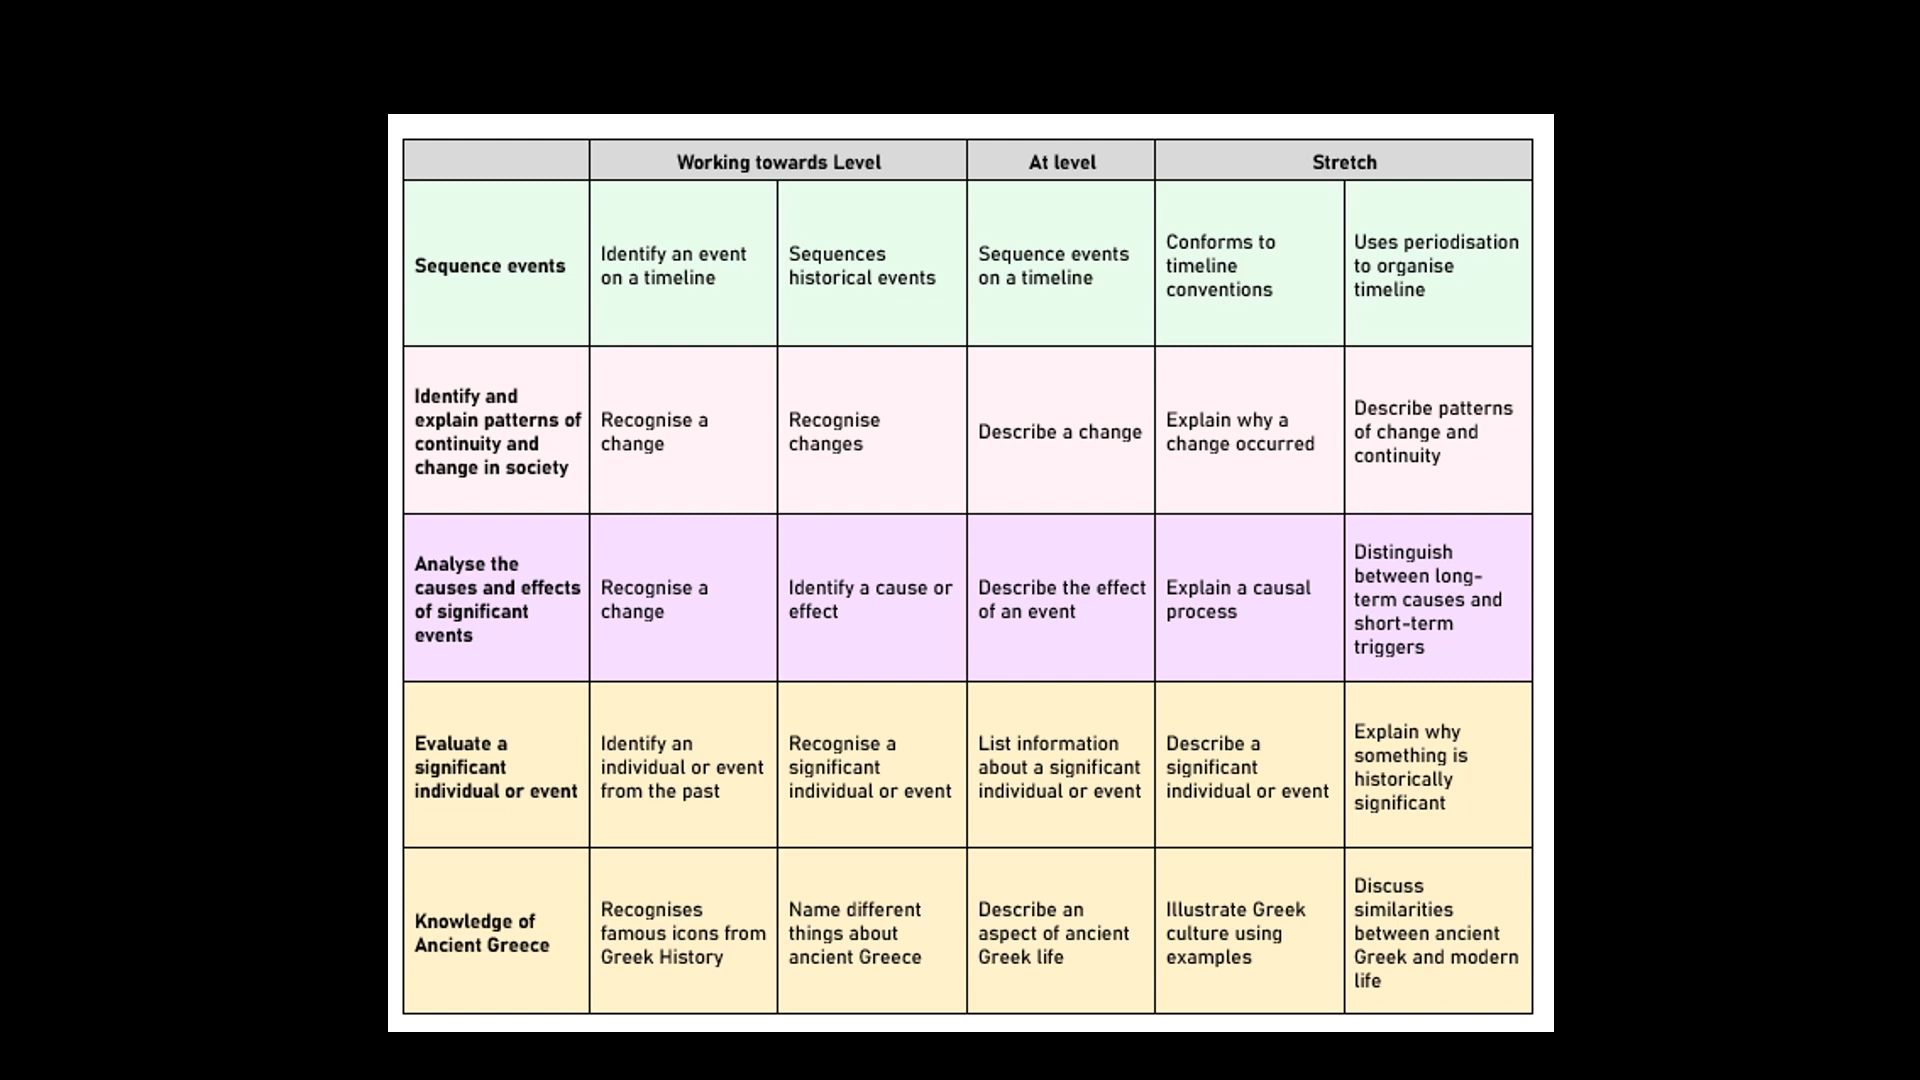 Working towards Level
At level
Stretch
Sequence events
Identify an event
on a timeline
Sequences
historical events
Sequence events
on a timeline
Conforms to
timeline
conventions
Uses periodisation
to organise
timeline
Identify and
explain patterns of
continuity and
change in society
Recognise a
change
Recognise
changes
Describe a change
Explain why a
change occurred
Describe patterns
of change and
continuity
Analyse the
causes and effects
of significant
events
Recognise a
change
Identify a cause or
effect
Describe the effect
of an event
Explain a causal
process
Distinguish
between long-
term causes and
short-term
triggers
Evaluate a
significant
individual or event
Identify an
individual or event
from the past
Recognise a
significant
individual or event
List information
about a significant
individual or event
Describe a
significant
individual or event
Explain why
something is
historically
significant
Knowledge of
Ancient Greece
Recognises
famous icons from
Greek History
Name different
things about
ancient Greece
Describe an
aspect of ancient
Greek life
Illustrate Greek
culture using
examples
Discuss
similarities
between ancient
Greek and modern
life